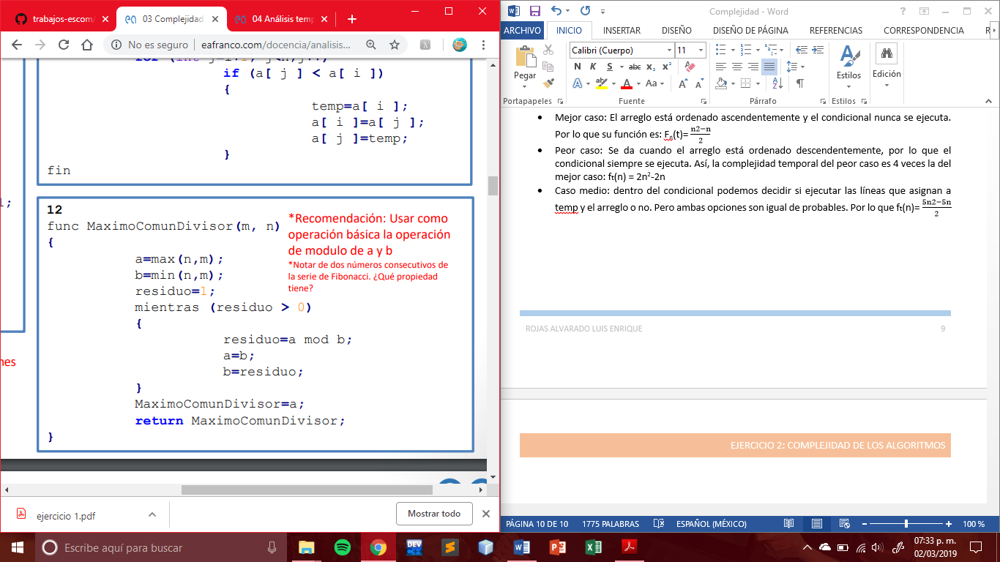 trabajos-escom/
03 Complejidad
04 Análisis temp
No es seguro
eafranco.com/docencia/analisis...
if (a[ j ] < a[ i ])
{
temp=a[ i ];
a[ i ]=a[ j ];
a[ j ]=temp;
}
fin
12
func MaximoComunDivisor(m, n)
{
a=max(n,m);
b=min(n,m);
residuo=1;
mientras (residuo > 0)
{
residuo=a mod b;
a=b;
b=residuo;
}
MaximoComunDivisor=a;
return MaximoComunDivisor;
}
*Recomendación: Usar como
operación básica la operación
de modulo de a y b
*Notar de dos números consecutivos de
la serie de Fibonacci. ¿Qué propiedad
tiene?
nes
ejercicio 1.pdf
Mostrar todo
Complejidad - Word
ARCHIVO INICIO INSERTAR DISEÑO DISEÑO DE PÁGINA REFERENCIAS CORRESPONDENCIA R
Pegar
Portapapeles
Calibri (Cuerpo) 11
N K S abc x₂ x²
A ab A Aa A A
Fuente
Párrafo
Estilos
Estilos
Edición
• Mejor caso: El arreglo está ordenado ascendentemente y el condicional nunca se ejecuta.
Por lo que su función es: Fn(t)= n2−n
2
• Peor caso: Se da cuando el arreglo está ordenado descendentemente, por lo que el
condicional siempre se ejecuta. Así, la complejidad temporal del peor caso es 4 veces la del
mejor caso: ft(n) = 2n²-2n
• Caso medio: dentro del condicional podemos decidir si ejecutar las líneas que asignan a
temp y el arreglo o no. Pero ambas opciones son igual de probables. Por lo que ft(n)= 5n2−5n
2
ROJAS ALVARADO LUIS ENRIQUE 9
EJERCICIO 2: COMPLEJIDAD DE LOS ALGORITMOS
PÁGINA 10 DE 10 1775 PALABRAS ESPAÑOL (MÉXICO) 100 %
Escribe aquí para buscar
DEV
07:33 p. m.
02/03/2019